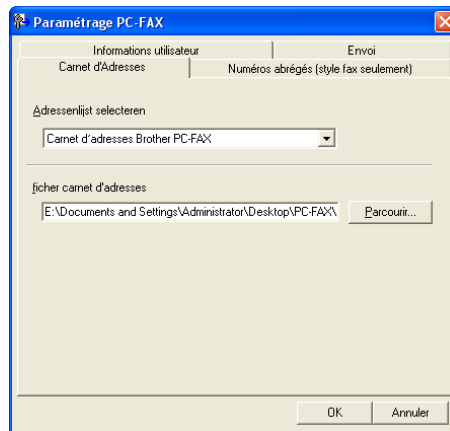 Paramétrage PC-FAX
Informations utilisateur
Envoi
Carnet d'Adresses
Numéros abrégés (style fax seulement)
Adressenlijst selecteren
Carnet d'adresses Brother PC-FAX
ficher carnet d'adresses
E:\Documents and Settings\Administrator\Desktop\PC-FAX\
Parcourir...
OK
Annuler